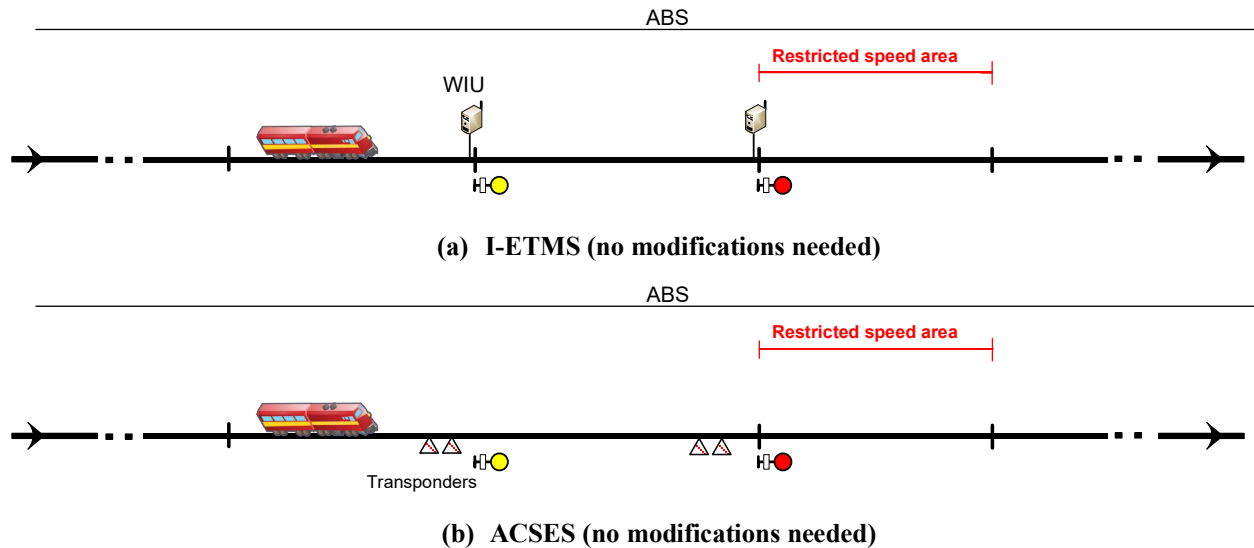 ABS
Restricted speed area
WIU
(a) I-ETMS (no modifications needed)
ABS
Restricted speed area
Transponders
(b) ACSES (no modifications needed)